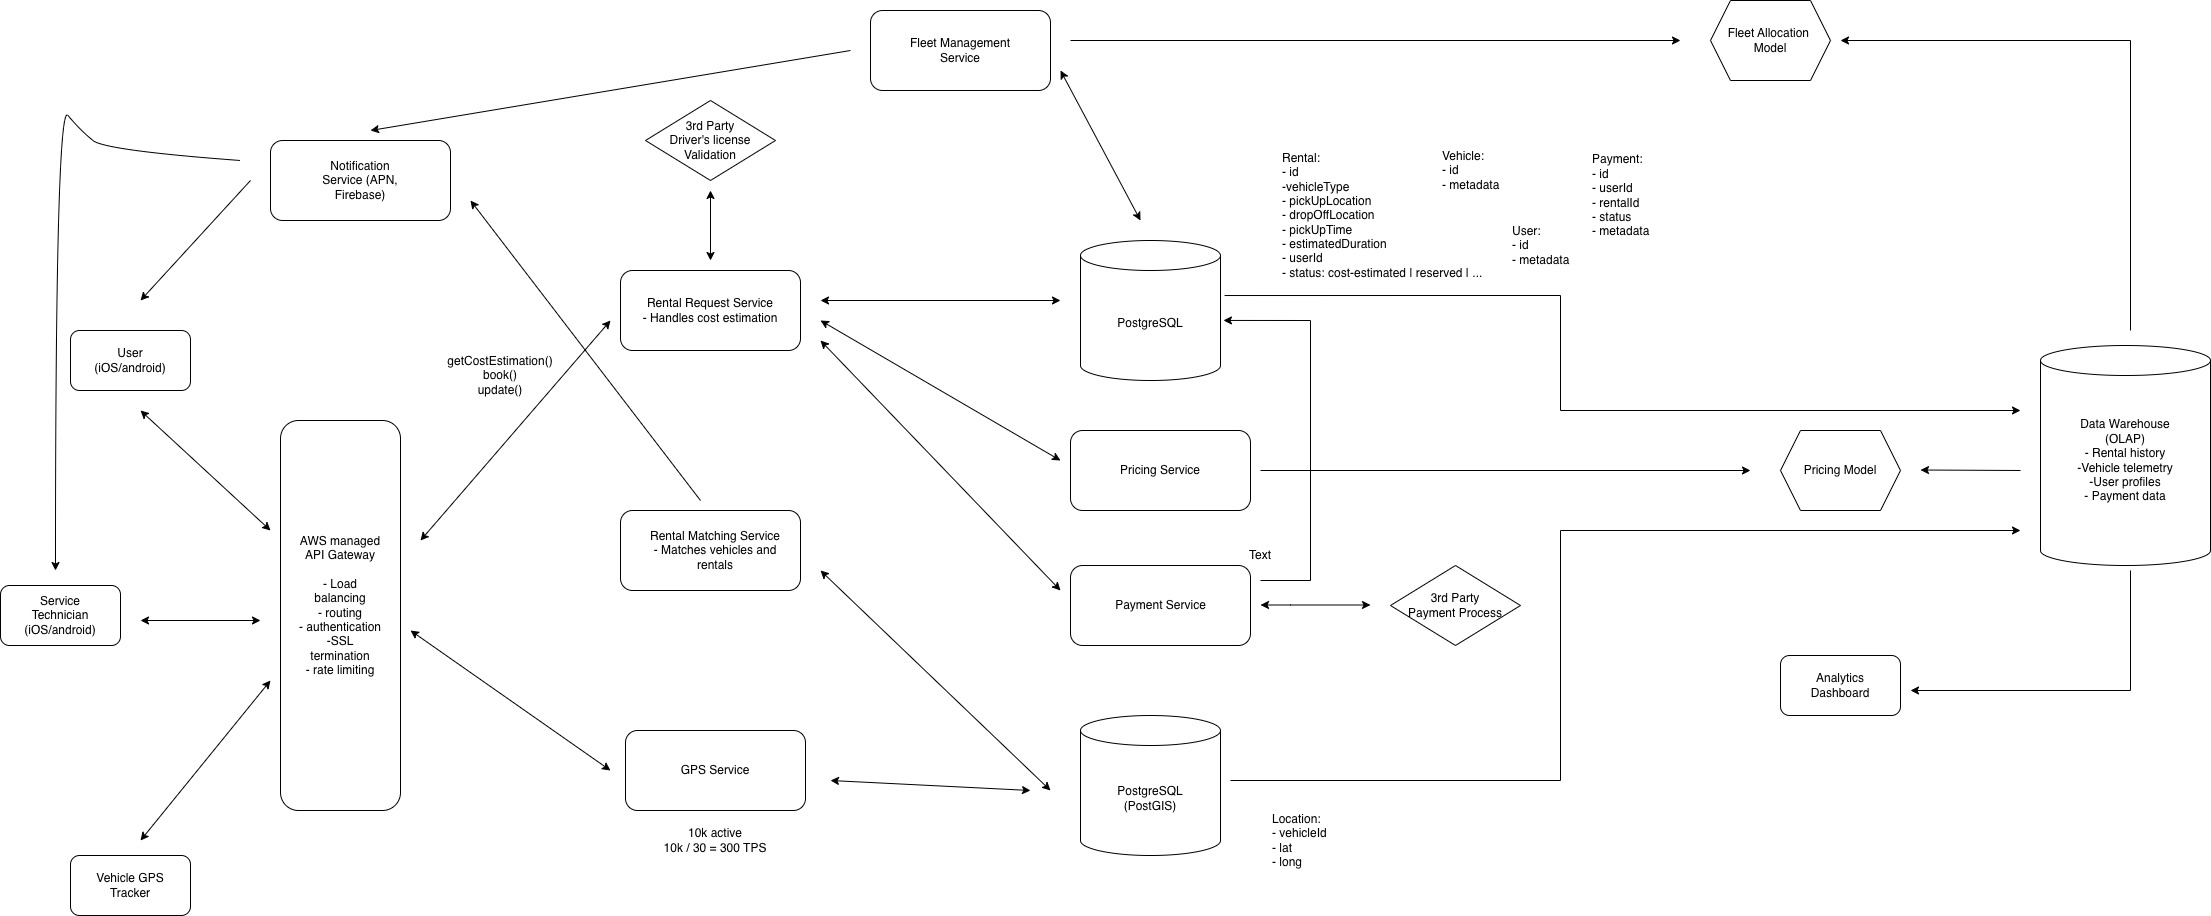 Fleet Management
Service
Fleet Allocation
Model
3rd Party
Driver's license
Validation
Notification
Service (APN,
Firebase)
Rental:
- id
-vehicleType
- pickUpLocation
- dropOffLocation
- pickUpTime
- estimatedDuration
- userId
- status: cost-estimated | reserved | ...
Vehicle:
- id
- metadata
User:
- id
- metadata
Payment:
- id
- userId
- rentalId
- status
- metadata
Rental Request Service
- Handles cost estimation
PostgreSQL
User
(iOS/android)
getCostEstimation()
book()
update()
Data Warehouse
(OLAP)
- Rental history
-Vehicle telemetry
-User profiles
- Payment data
Pricing Service
Pricing Model
AWS managed
API Gateway
- Load
balancing
- routing
- authentication
-SSL
termination
- rate limiting
Rental Matching Service
- Matches vehicles and
rentals
Text
Payment Service
3rd Party
Payment Process
Service
Technician
(iOS/android)
Analytics
Dashboard
GPS Service
10k active
10k / 30 = 300 TPS
PostgreSQL
(PostGIS)
Location:
- vehicleId
- lat
- long
Vehicle GPS
Tracker